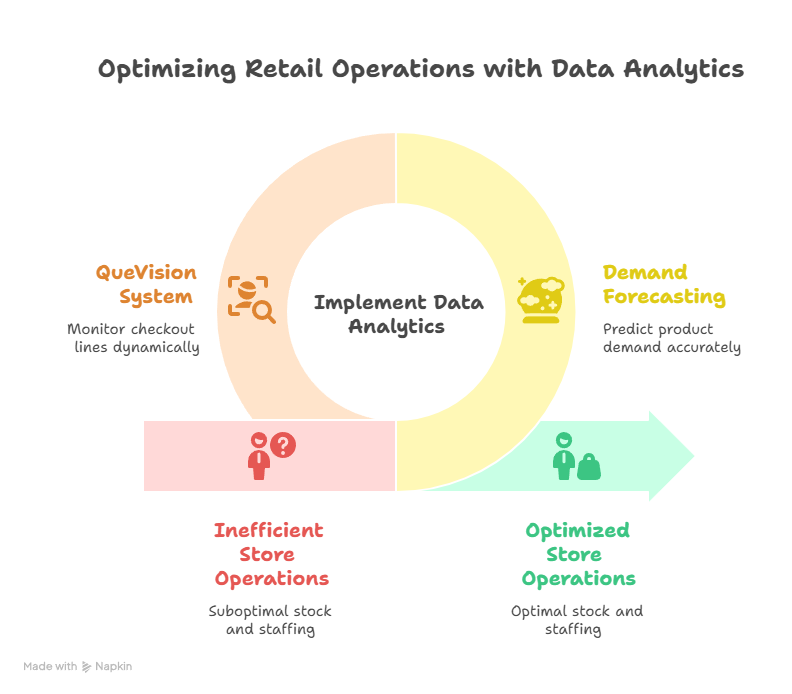 Optimizing Retail Operations with Data Analytics
QueVision
System
Monitor checkout
lines dynamically
Implement Data
Analytics
Demand
Forecasting
Predict product
demand accurately
?
Inefficient
Store
Operations
Suboptimal stock
and staffing
Optimized
Store
Operations
Optimal stock and
staffing
Made with Napkin